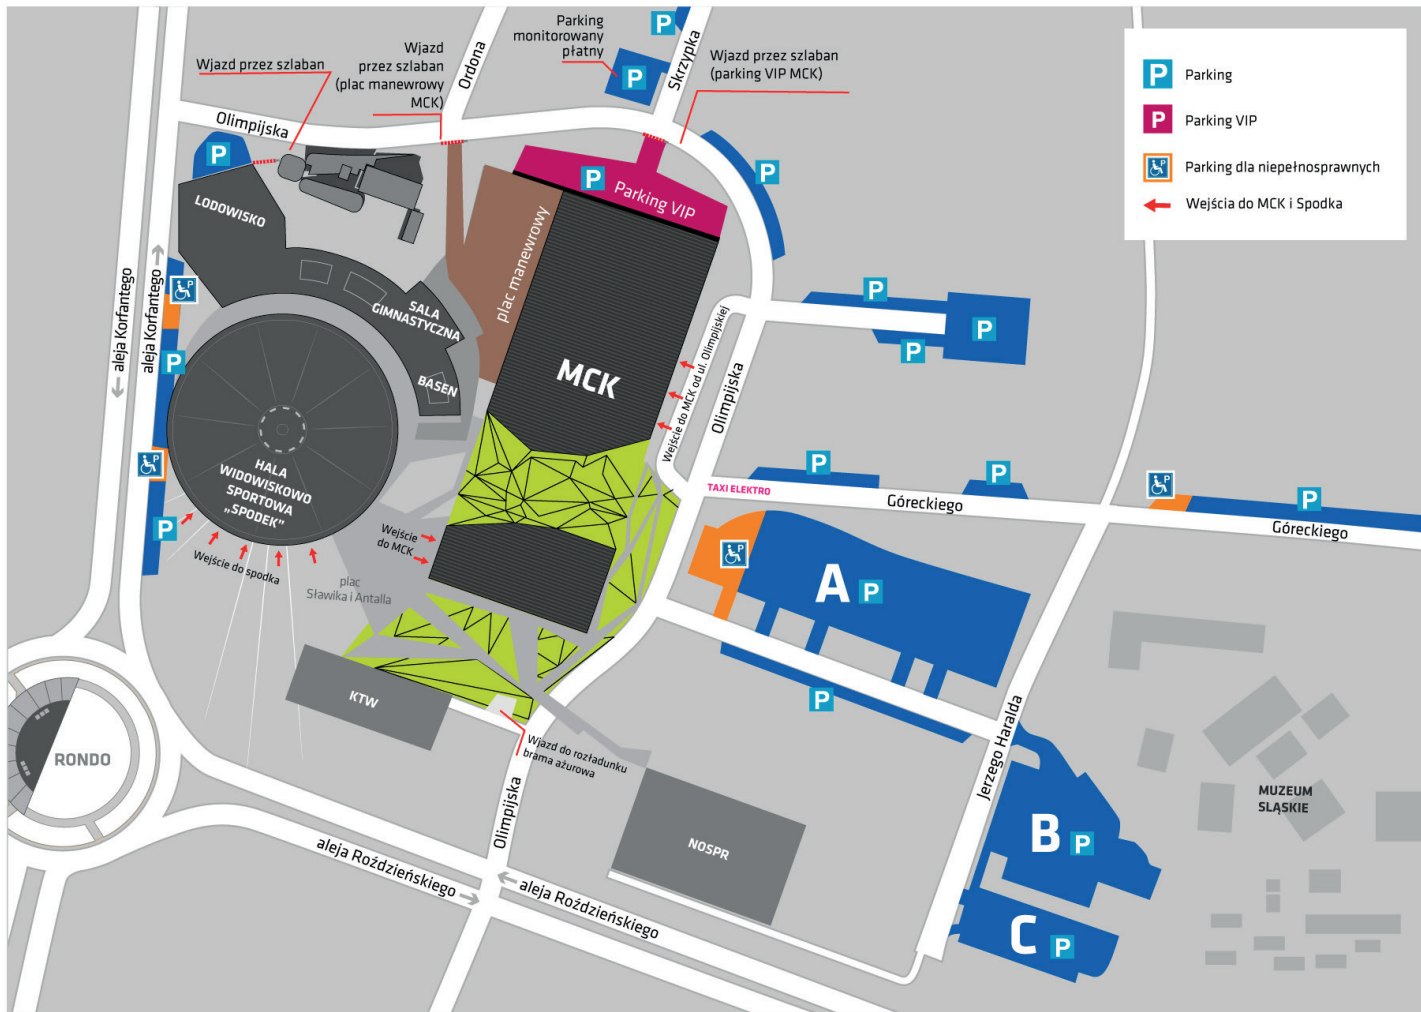 Parking
monitorowany
płatny
Wjazd
przez szlaban
(plac manewrowy
MCK)
Wjazd przez szlaban
Wjazd przez szlaban
(parking VIP MCK)
Ordona
Skrzypka
P
P
Olimpijska
P
P
Parking VIP
P
LODOWISKO
plac manewrowy
SALA
GIMNASTYCZNA
BASEN
MCK
← aleja Korfantego
aleja Korfantego →
P
P
P
P
HALA
WIDOWISKOWO
SPORTOWA
„SPODEK”
P
P
Wejście do spodka
Wejście
do MCK
plac
Sławika i Antalla
Wejście do MCK od ul. Olimpijskiej
Olimpijska
P
P
P
TAXI ELEKTRO
P
P
Góreckiego
P
P
Góreckiego
P
A P
P
KTW
Wjazd do rozładunku
brama ażurowa
Olimpijska
RONDO
NOSPR
Jerzego Haralda
B P
C P
MUZEUM
SLĄSKIE
aleja Roździeńskiego →
← aleja Roździeńskiego
P Parking
P Parking VIP
P Parking dla niepełnosprawnych
← Wejścia do MCK i Spodka